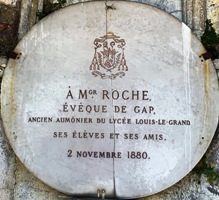 À Mgr ROCHE,
ÉVÊQUE DE GAP,
ANCIEN AUMÔNIER DU LYCÉE LOUIS-LE-GRAND
SES ÉLÈVES ET SES AMIS.
2 NOVEMBRE 1880.